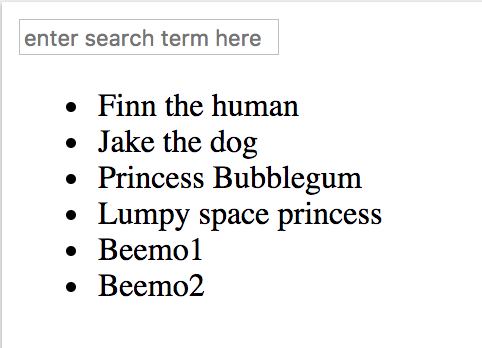 enter search term here
Finn the human
Jake the dog
Princess Bubblegum
Lumpy space princess
Beemo1
Beemo2